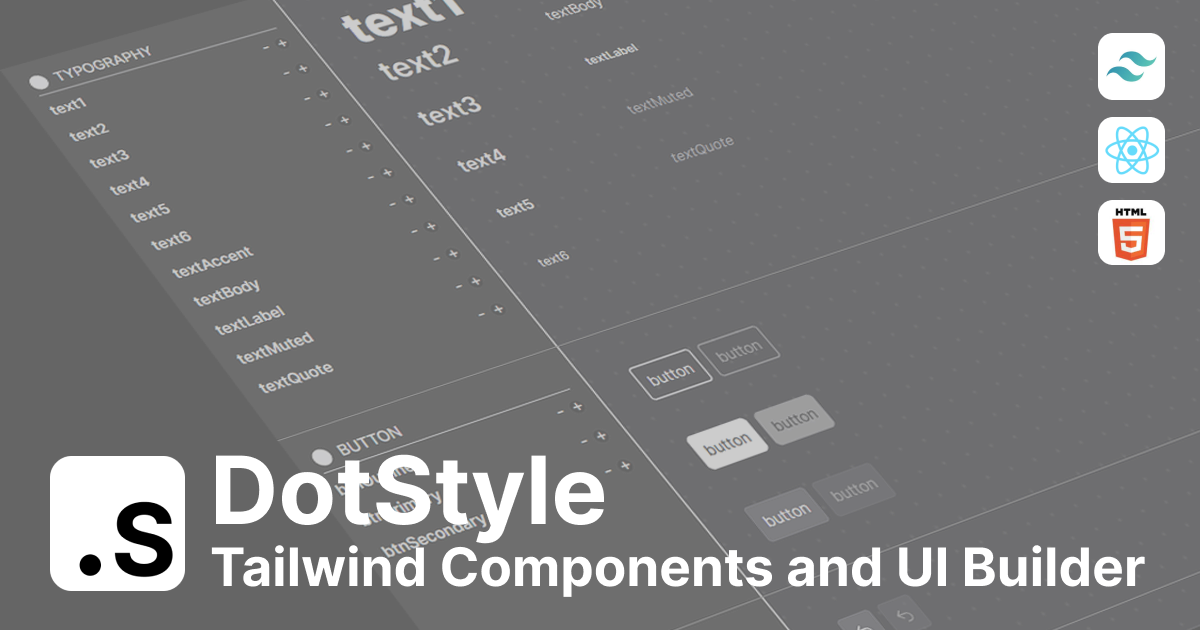 TYPOGRAPHY
- +
text1
- +
text2
- +
text3
- +
text4
- +
text5
- +
text6
- +
textAccent
- +
textBody
- +
textLabel
- +
textMuted
- +
textQuote
- +
text1
text2
text3
text4
text5
text6
textBody
textLabel
textMuted
textQuote
HTML
5
BUTTON
- +
- +
btnPrimary
- +
btnSecondary
button button
button button
button button
.S
DotStyle
Tailwind Components and UI Builder